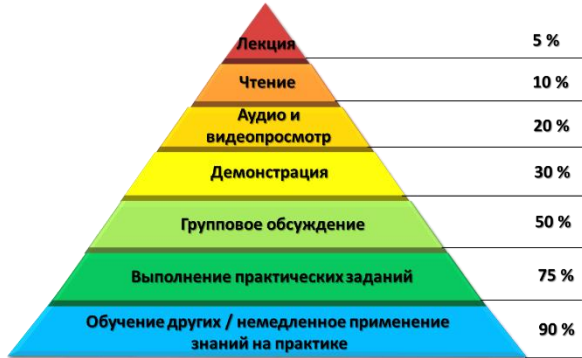 Лекция 5 %
Чтение 10 %
Аудио и
видеопросмотр 20 %
Демонстрация 30 %
Групповое обсуждение 50 %
Выполнение практических заданий 75 %
Обучение других / немедленное применение
знаний на практике 90 %